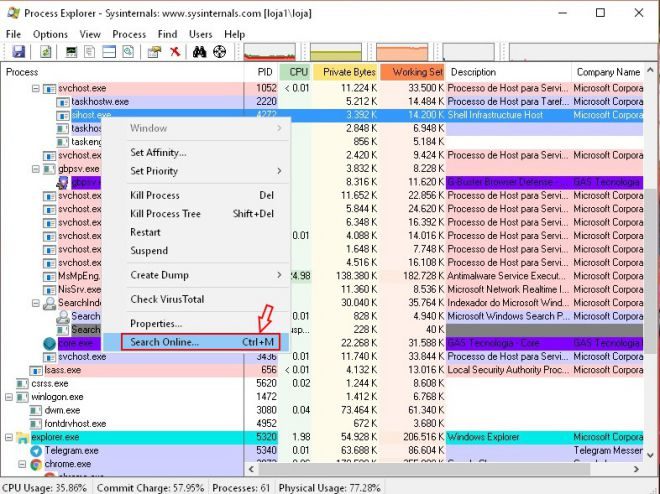 Process Explorer - Sysinternals: www.sysinternals.com [loja1\loja]
File Options View Process Find Users Help
Process PID CPU Private Bytes Working Set Description Company Name
svchost.exe 1052 < 0.01 11.224 K 33.500 K Processo de Host para Servi... Microsoft Corpora
taskhostw.exe 2220 5.212 K 14.484 K Processo de Host para Taref... Microsoft Corpora
sihost.exe 4272 3.392 K 14.200 K Shell Infrastructure Host Microsoft Corpora
taskhos 2.848 K 6.948 K
Window
taskeng 856 K 5.184 K
svchost.exe 2.420 K 9.424 K Processo de Host para Servi... Microsoft Corpora
Set Affinity...
gbpsv.exe 3.832 K 8.228 K
Set Priority
gbpsv. 8.316 K 11.620 K G-Buster Browser Defense - ... GAS Tecnologia
svchost.exe 11.652 K 22.856 K Processo de Host para Servi... Microsoft Corpora
Kill Process Del
svchost.exe 5.844 K 24.620 K Processo de Host para Servi... Microsoft Corpora
Kill Process Tree Shift+Del
svchost.exe 6.348 K 16.392 K Processo de Host para Servi... Microsoft Corpora
svchost.exe 0.01 4.088 K 14.016 K Processo de Host para Servi... Microsoft Corpora
Restart
svchost.exe 1.648 K 7.748 K Processo de Host para Servi... Microsoft Corpora
Suspend
svchost.exe 4.516 K 16.108 K Processo de Host para Servi... Microsoft Corpora
MsMpEng. 24.98 138.380 K 182.728 K Antimalware Service Execut... Microsoft Corpora
Create Dump
NisSrv.exe 11.360 K 8.536 K Microsoft Network Realtime I... Microsoft Corpora
SearchInde 0.01 30.040 K 35.764 K Indexador do Microsoft Wind... Microsoft Corpora
Check VirusTotal
Search 0.01 828 K 4.940 K Microsoft Windows Search P... Microsoft Corpora
Properties...
Search usp... 228 K 40 K
core.exe 22.268 K 31.588 K GAS Tecnologia - Core GAS Tecnologia
Search Online... Ctrl+M
svchost.exe 3436 0.01 11.740 K 33.844 K Processo de Host para Servi... Microsoft Corpora
lsass.exe 656 < 0.01 4.132 K 13.016 K Local Security Authority Proc... Microsoft Corpora
csrss.exe 5620 0.02 1.244 K 8.608 K
winlogon.exe 1472 1.412 K 6.768 K
dwm.exe 3080 0.04 73.464 K 61.340 K
fontdrvhost.exe 4952 672 K 3.680 K
explorer.exe 5320 1.98 54.928 K 206.516 K Windows Explorer Microsoft Corpora
Telegram.exe 5340 0.01 63.688 K 86.604 K Telegram Desktop Telegram Messen
chrome.exe
CPU Usage: 35.86% Commit Charge: 57.95% Processes: 61 Physical Usage: 77.28%